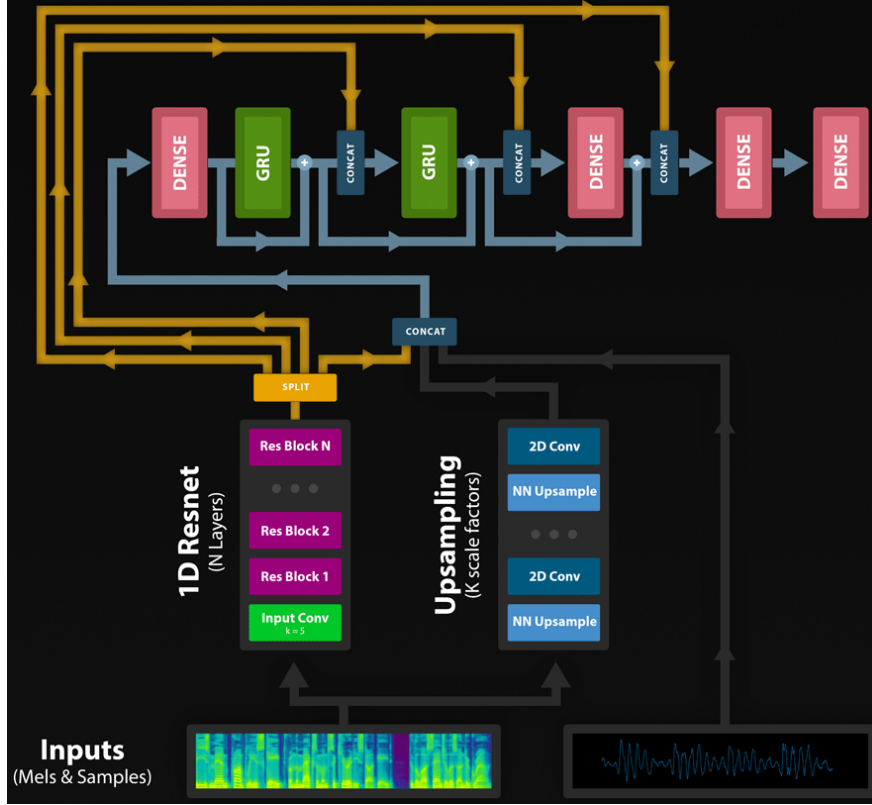 DENSE
GRU
+
CONCAT
GRU
+
CONCAT
DENSE
+
CONCAT
DENSE
DENSE
CONCAT
SPLIT
1D Resnet
(N Layers)
Res Block N
Res Block 2
Res Block 1
Input Conv
k = 5
Upsampling
(K scale factors)
2D Conv
NN Upsample
2D Conv
NN Upsample
Inputs
(Mels & Samples)